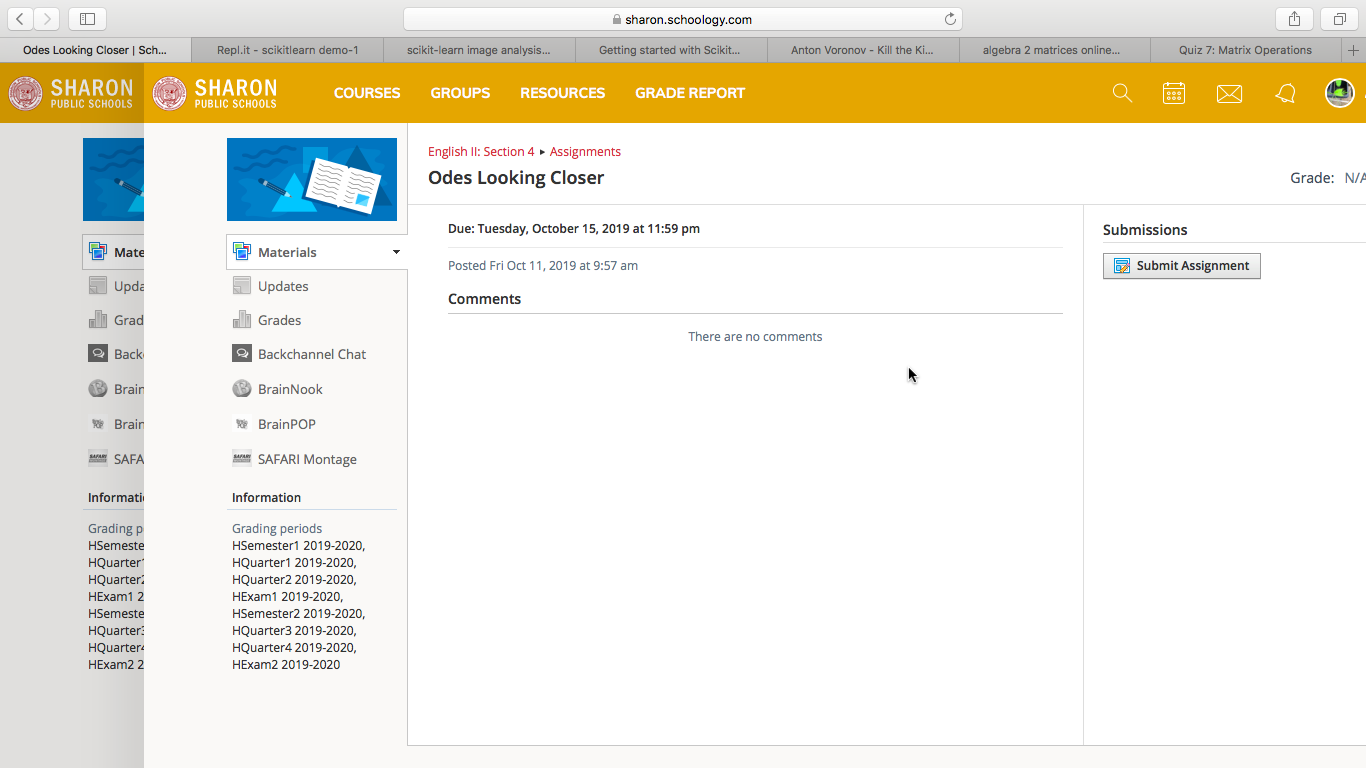 sharon.schoology.com
Odes Looking Closer | Sch...
Repl.it - scikitlearn demo-1
scikit-learn image analysis...
Getting started with Scikit...
Anton Voronov - Kill the Ki...
algebra 2 matrices online...
Quiz 7: Matrix Operations
SHARON
PUBLIC SCHOOLS
SHARON
PUBLIC SCHOOLS
COURSES
GROUPS
RESOURCES
GRADE REPORT
Mate
Upda
Grad
Back
Brain
Brain
SAFARI
SAFA
Informati
Grading p
HSemeste
HQuarter1
HQuarter2
HExam1 2
HSemeste
HQuarter3
HQuarter4
HExam2 2
Materials
Updates
Grades
Backchannel Chat
BrainNook
BrainPOP
SAFARI
SAFARI Montage
Information
Grading periods
HSemester1 2019-2020,
HQuarter1 2019-2020,
HQuarter2 2019-2020,
HExam1 2019-2020,
HSemester2 2019-2020,
HQuarter3 2019-2020,
HQuarter4 2019-2020,
HExam2 2019-2020
English II: Section 4 ▸ Assignments
Odes Looking Closer
Grade: N/A
Due: Tuesday, October 15, 2019 at 11:59 pm
Posted Fri Oct 11, 2019 at 9:57 am
Comments
There are no comments
Submissions
Submit Assignment